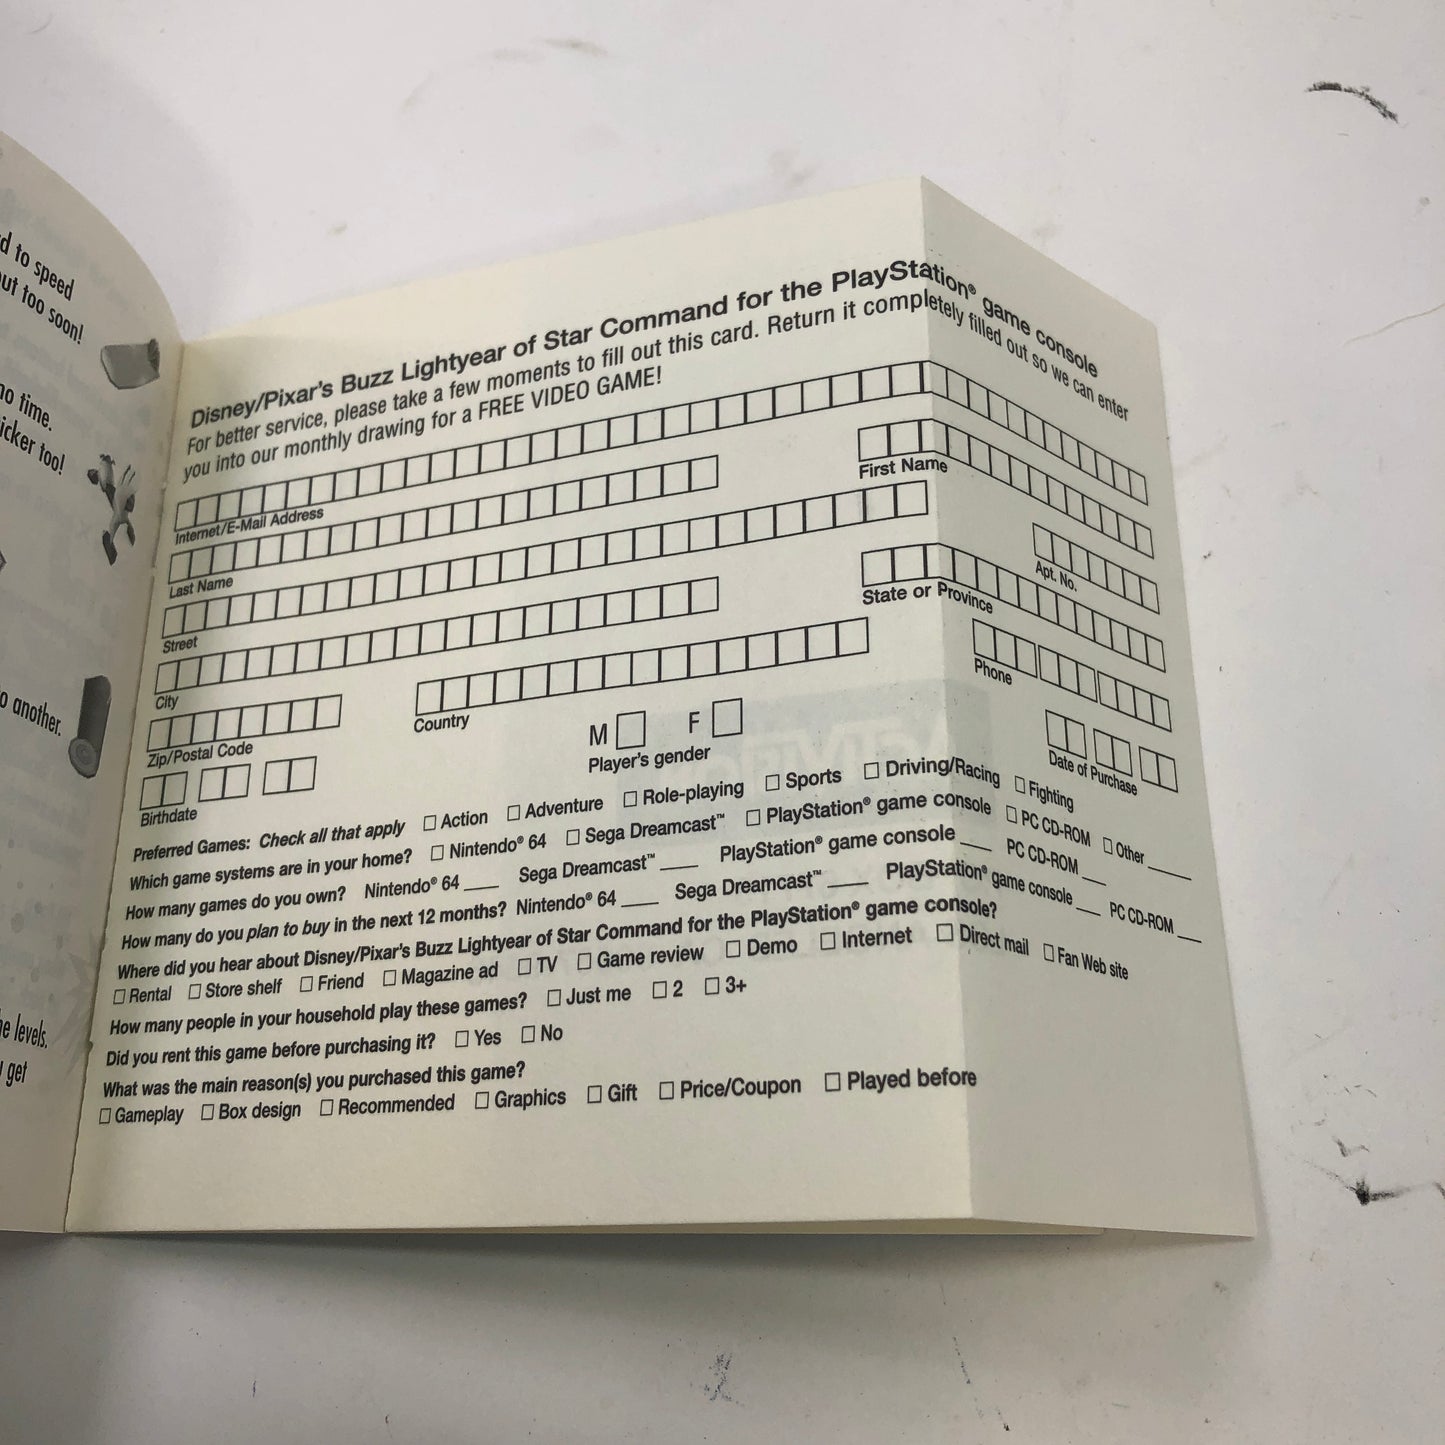 d to speed
ut too soon!
no time.
icker too!
o another.
he levels.
get
Disney/Pixar's Buzz Lightyear of Star Command for the PlayStation® game console
For better service, please take a few moments to fill out this card. Return it completely filled out so we can enter
you into our monthly drawing for a FREE VIDEO GAME!
Internet/E-Mail Address
Last Name First Name
Street Apt. No.
City State or Province
Zip/Postal Code Country Phone
M F
Birthdate Player's gender Date of Purchase
Preferred Games: Check all that apply ☐ Action ☐ Adventure ☐ Role-playing ☐ Sports ☐ Driving/Racing ☐ Fighting
Which game systems are in your home? ☐ Nintendo® 64 ☐ Sega Dreamcast™ ☐ PlayStation® game console ☐ PC CD-ROM ☐ Other ____
How many games do you own? Nintendo® 64 ___ Sega Dreamcast™ ___ PlayStation® game console ___ PC CD-ROM ___
How many do you plan to buy in the next 12 months? Nintendo® 64 ___ Sega Dreamcast™ ___ PlayStation® game console ___ PC CD-ROM ___
Where did you hear about Disney/Pixar's Buzz Lightyear of Star Command for the PlayStation® game console?
☐ Rental ☐ Store shelf ☐ Friend ☐ Magazine ad ☐ TV ☐ Game review ☐ Demo ☐ Internet ☐ Direct mail ☐ Fan Web site
How many people in your household play these games? ☐ Just me ☐ 2 ☐ 3+
Did you rent this game before purchasing it? ☐ Yes ☐ No
What was the main reason(s) you purchased this game?
☐ Gameplay ☐ Box design ☐ Recommended ☐ Graphics ☐ Gift ☐ Price/Coupon ☐ Played before